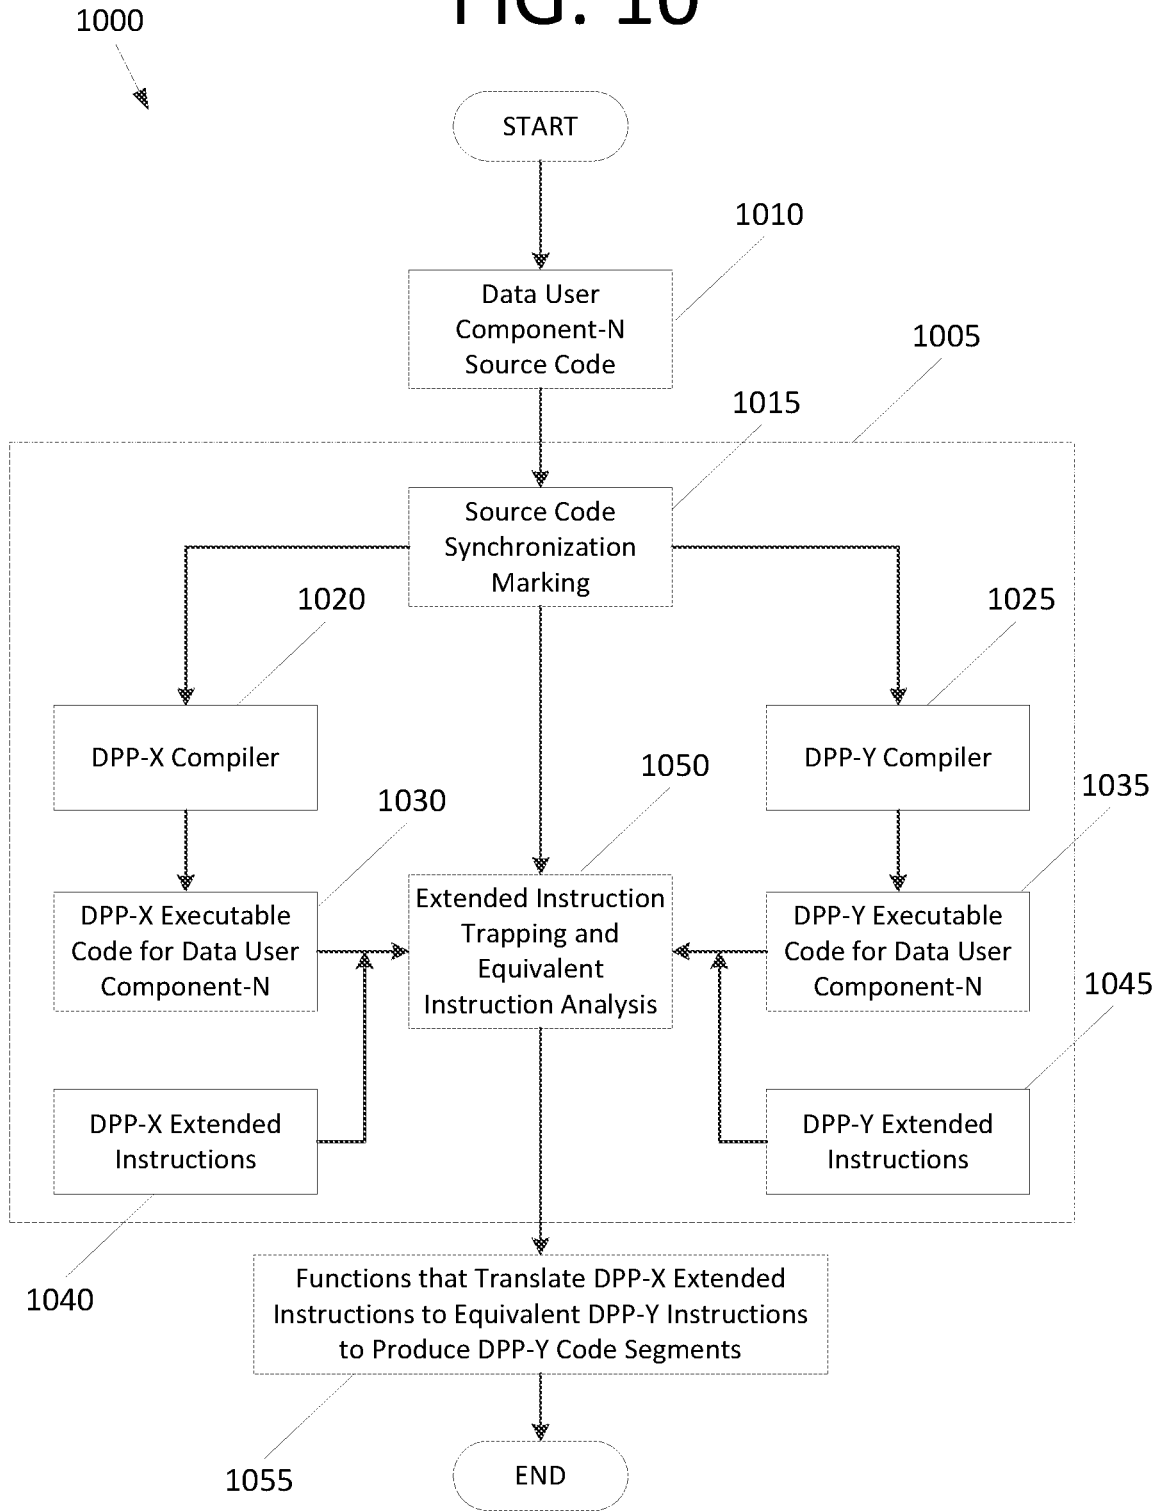 FIG. 10
1000
START
1010
Data User
Component-N
Source Code
1005
1015
Source Code
Synchronization
Marking
1020
1025
DPP-X Compiler
DPP-Y Compiler
1050
1030
1035
DPP-X Executable
Code for Data User
Component-N
Extended Instruction
Trapping and
Equivalent
Instruction Analysis
DPP-Y Executable
Code for Data User
Component-N
1045
DPP-X Extended
Instructions
DPP-Y Extended
Instructions
1040
Functions that Translate DPP-X Extended
Instructions to Equivalent DPP-Y Instructions
to Produce DPP-Y Code Segments
1055
END